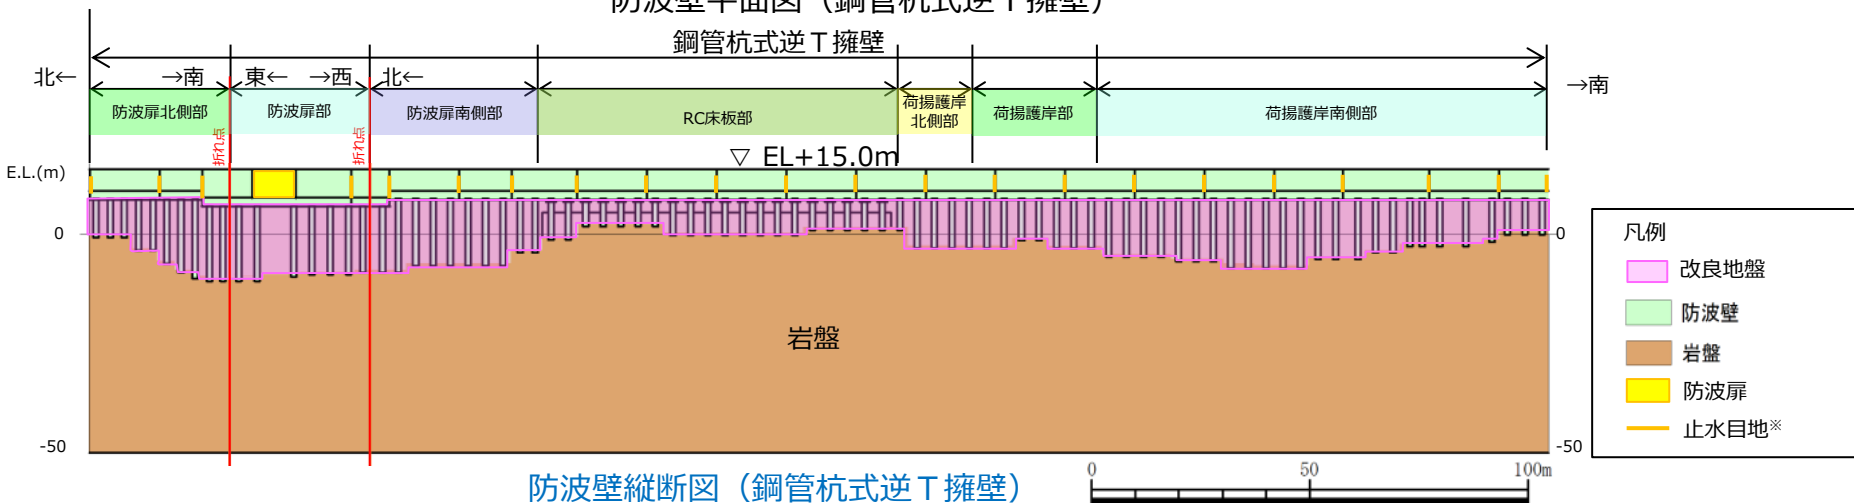 防波壁平面図（鋼管杭式逆Ｔ擁壁）
鋼管杭式逆Ｔ擁壁
北← →南 東← →西 北← →南
防波扉北側部
防波扉部
防波扉南側部
RC床板部
荷揚護岸
北側部
荷揚護岸部
荷揚護岸南側部
折れ点
折れ点
▽ EL+15.0m
E.L.(m)
0
0
岩盤
-50
-50
凡例
改良地盤
防波壁
岩盤
防波扉
止水目地※
0 50 100m
防波壁縦断図（鋼管杭式逆Ｔ擁壁）